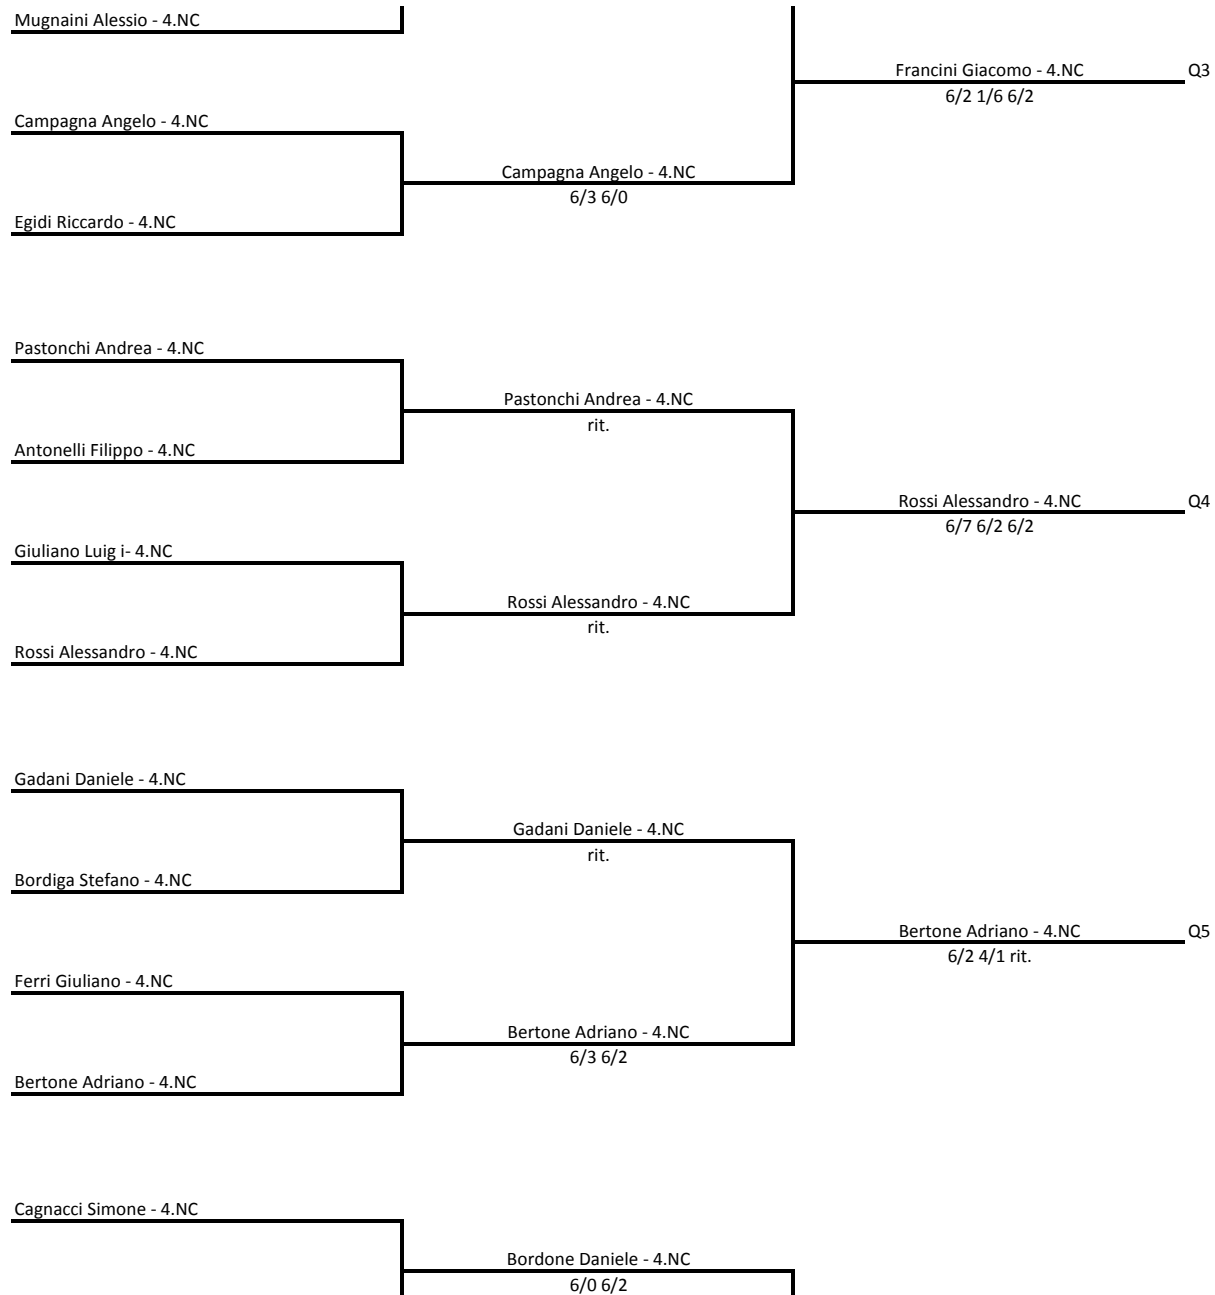 Mugnaini Alessio - 4.NC
Francini Giacomo - 4.NC
Q3
6/2 1/6 6/2
Campagna Angelo - 4.NC
Campagna Angelo - 4.NC
6/3 6/0
Egidi Riccardo - 4.NC
Pastonchi Andrea - 4.NC
Pastonchi Andrea - 4.NC
rit.
Antonelli Filippo - 4.NC
Rossi Alessandro - 4.NC
Q4
6/7 6/2 6/2
Giuliano Luig i- 4.NC
Rossi Alessandro - 4.NC
rit.
Rossi Alessandro - 4.NC
Gadani Daniele - 4.NC
Gadani Daniele - 4.NC
rit.
Bordiga Stefano - 4.NC
Bertone Adriano - 4.NC
Q5
6/2 4/1 rit.
Ferri Giuliano - 4.NC
Bertone Adriano - 4.NC
6/3 6/2
Bertone Adriano - 4.NC
Cagnacci Simone - 4.NC
Bordone Daniele - 4.NC
6/0 6/2